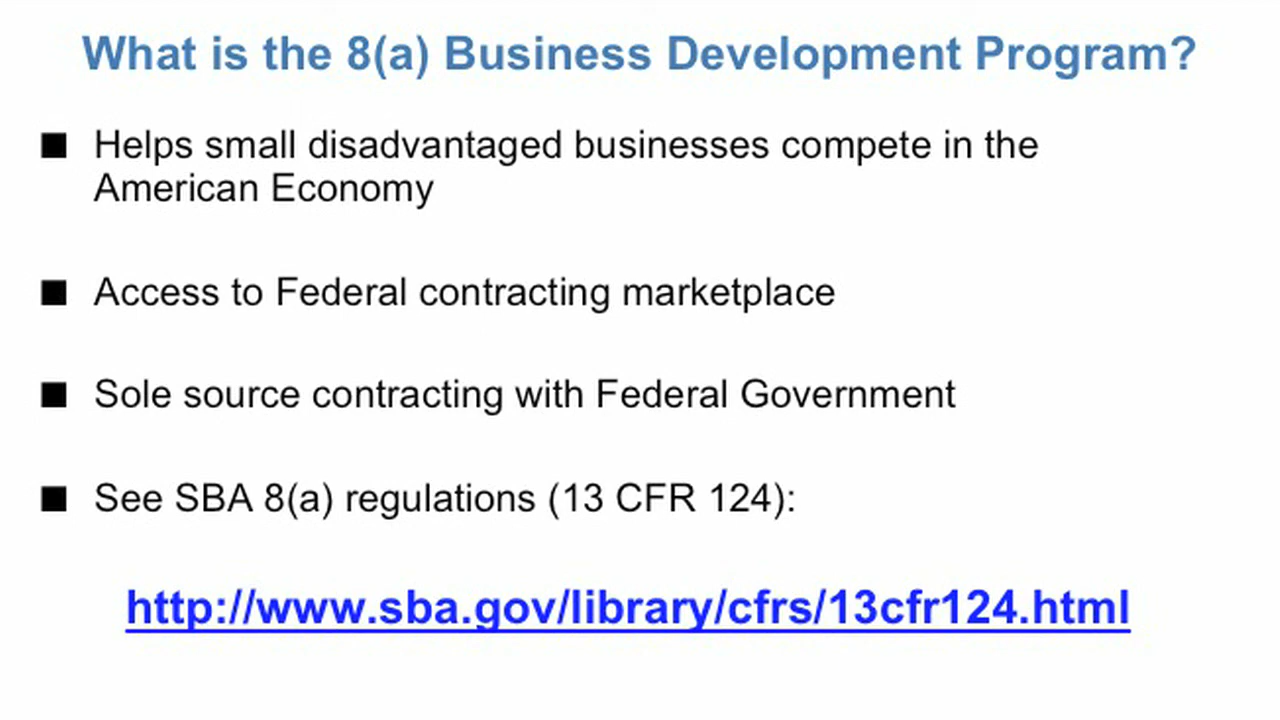 What is the 8(a) Business Development Program?
■ Helps small disadvantaged businesses compete in the
American Economy
■ Access to Federal contracting marketplace
■ Sole source contracting with Federal Government
■ See SBA 8(a) regulations (13 CFR 124):
http://www.sba.gov/library/cfrs/13cfr124.html